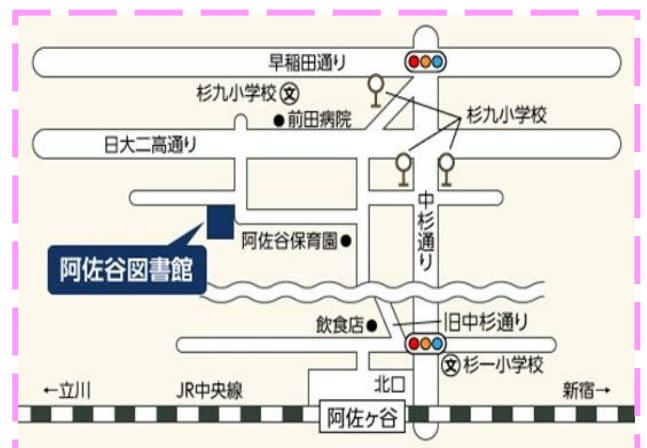 早稲田通り
杉九小学校 文
●前田病院
杉九小学校
日大二高通り
中杉通り
阿佐谷保育園●
阿佐谷図書館
飲食店●
旧中杉通り
文 杉一小学校
←立川
JR中央線
北口
新宿→
阿佐ケ谷